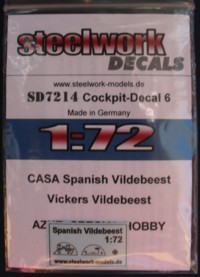 steelwork
DECALS
www.steelwork-models.de
SD7214 Cockpit-Decal 6
Made in Germany
1:72
CASA Spanish Vildebeest
Vickers Vildebeest
HOBBY
Spanish Vildebeest
1:72
www.steelwork-models.de